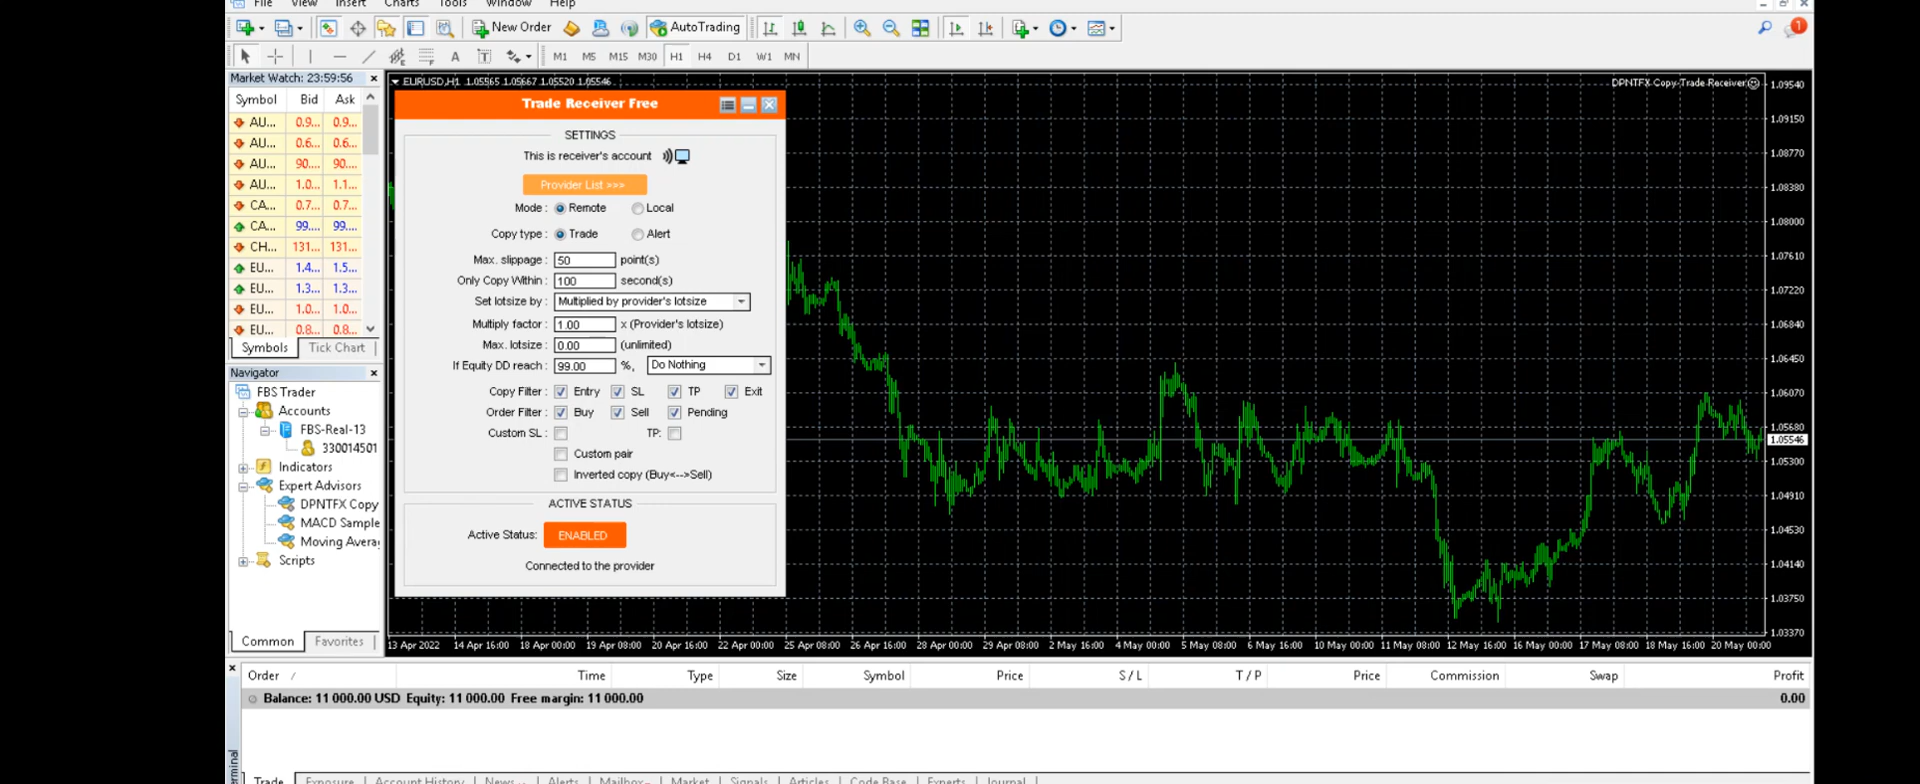 File View Insert Charts Tools Window Help
New Order AutoTrading
1
A T M1 M5 M15 M30 H1 H4 D1 W1 MN
Market Watch: 23:59:56
Symbol Bid Ask
AU... 0.9... 0.9...
AU... 0.6... 0.6...
AU... 90.... 90....
AU... 1.0... 1.1...
CA... 0.7... 0.7...
CA... 99.... 99....
CH... 131... 131...
EU... 1.4... 1.5...
EU... 1.3... 1.3...
EU... 1.0... 1.0...
EU... 0.8... 0.8...
Symbols Tick Chart
Navigator
FBS Trader
Accounts
FBS-Real-13
330014501
Indicators
Expert Advisors
DPNTFX Copy
MACD Sample
Moving Avera
Scripts
Common Favorites
EURUSD,H1 1.05565 1.05667 1.05520 1.05546
DPNTFX Copy-Trade Receiver
Trade Receiver Free
SETTINGS
This is receiver's account
Provider List >>>
Mode : Remote Local
Copy type : Trade Alert
Max. slippage : 50 point(s)
Only Copy Within : 100 second(s)
Set lotsize by : Multiplied by provider's lotsize
Multiply factor : 1.00 x (Provider's lotsize)
Max. lotsize : 0.00 (unlimited)
If Equity DD reach : 99.00 %, Do Nothing
Copy Filter : Entry SL TP Exit
Order Filter : Buy Sell Pending
Custom SL : TP:
Custom pair
Inverted copy (Buy<-->Sell)
ACTIVE STATUS
Active Status: ENABLED
Connected to the provider
1.09540
1.09150
1.08770
1.08380
1.08000
1.07610
1.07220
1.06840
1.06450
1.06070
1.05680
1.05546
1.05300
1.04910
1.04530
1.04140
1.03750
1.03370
13 Apr 2022 14 Apr 16:00 18 Apr 00:00 19 Apr 08:00 20 Apr 16:00 22 Apr 00:00 25 Apr 08:00 26 Apr 16:00 28 Apr 00:00 29 Apr 08:00 2 May 16:00 4 May 00:00 5 May 08:00 6 May 16:00 10 May 00:00 11 May 08:00 12 May 16:00 16 May 00:00 17 May 08:00 18 May 16:00 20 May 00:00
Order / Time Type Size Symbol Price S / L T / P Price Commission Swap Profit
Balance: 11 000.00 USD Equity: 11 000.00 Free margin: 11 000.00 0.00
Trade Exposure Account History News Alerts Mailbox Market Signals Articles Code Base Experts Journal